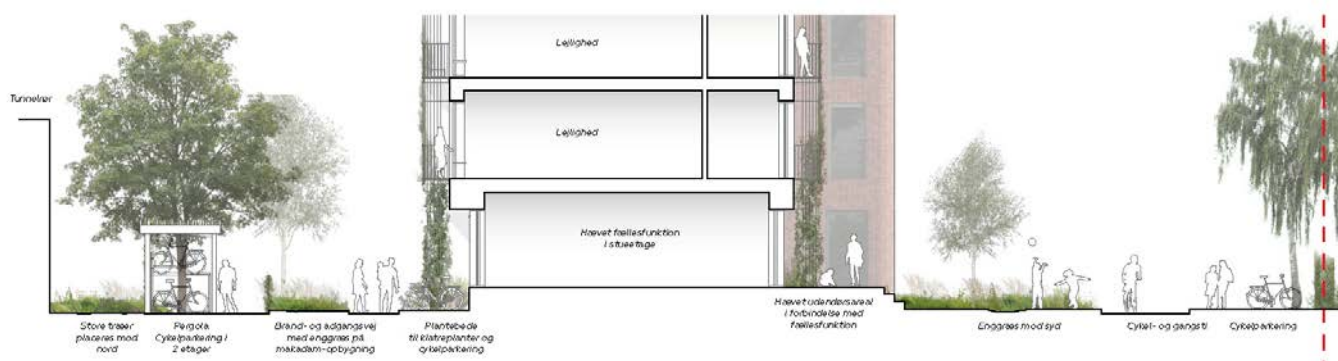 Lejlighed
Tunnelrør
Lejlighed
Hævet fællesfunktion
i stueetage
Store træer
placeres mod
nord
Pergola
Cykelparkering i
2 etager
Brand- og adgangsvej
med enggræs på
makadam-opbygning
Plantebede
til klatreplanter og
cykelparkering
Hævet udendørsareal
i forbindelse med
fællesfunktion
Enggræs mod syd
Cykel- og gangsti
Cykelparkering